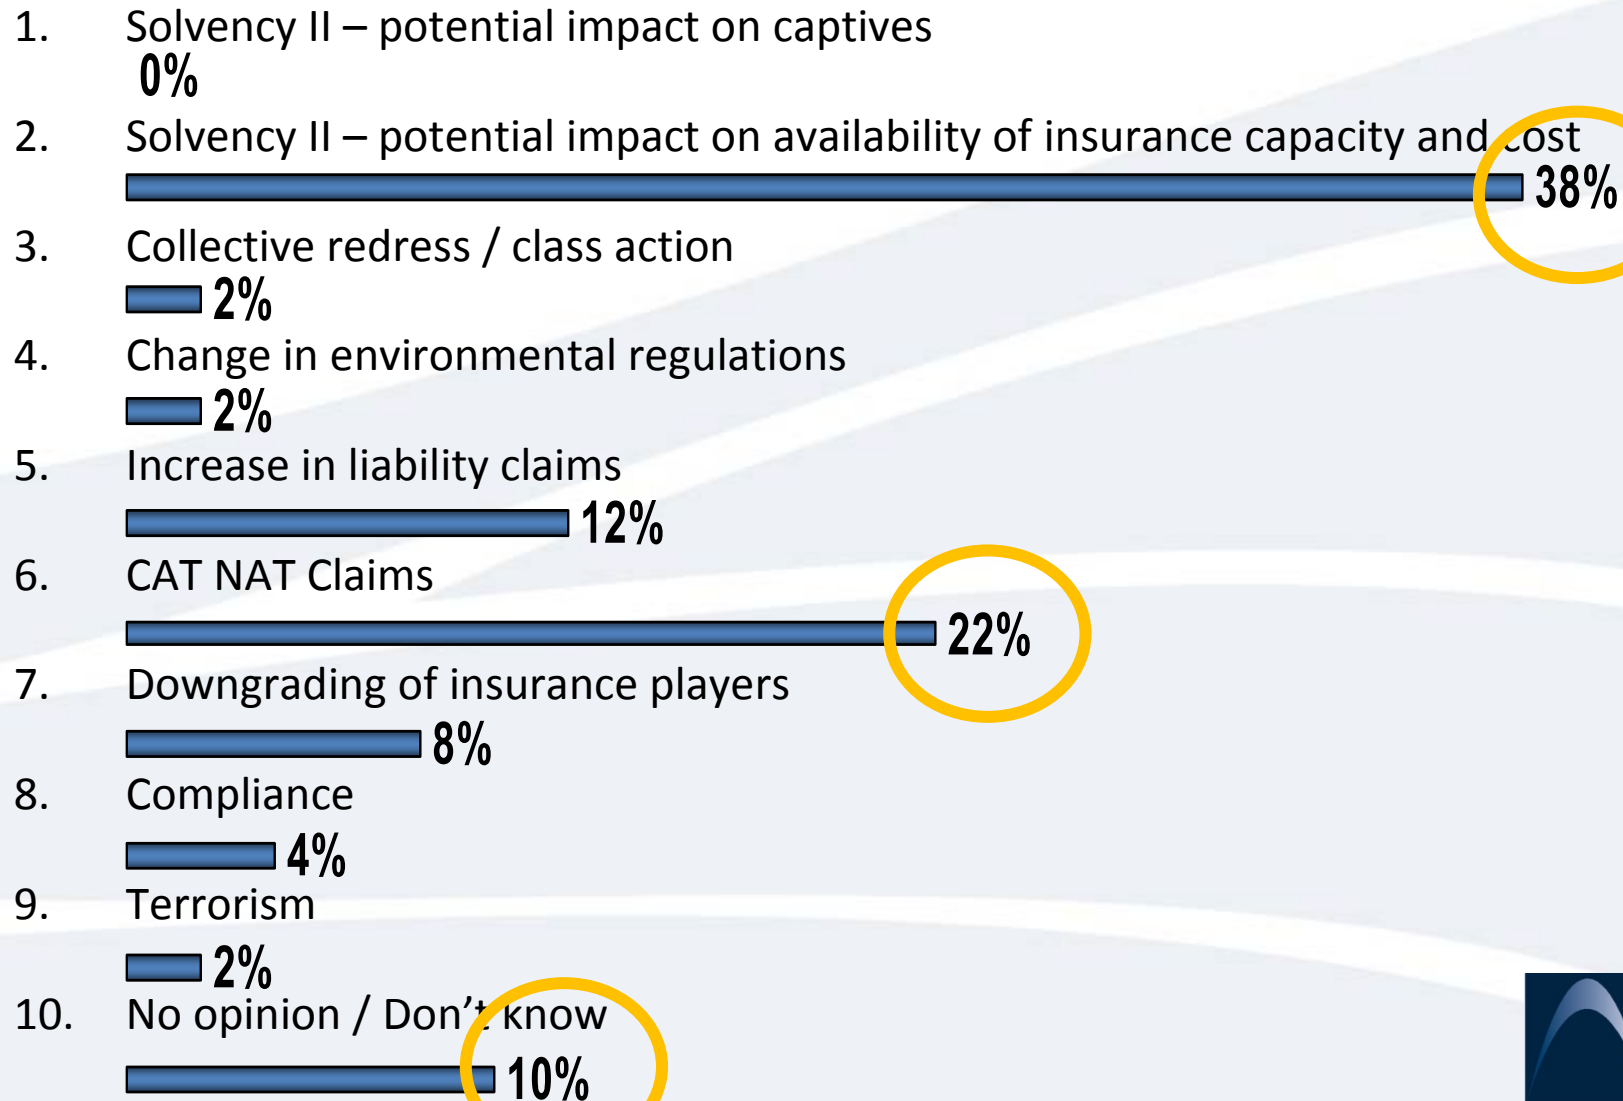 1. Solvency II – potential impact on captives
0%
2. Solvency II – potential impact on availability of insurance capacity and cost
38%
3. Collective redress / class action
2%
4. Change in environmental regulations
2%
5. Increase in liability claims
12%
6. CAT NAT Claims
22%
7. Downgrading of insurance players
8%
8. Compliance
4%
9. Terrorism
2%
10. No opinion / Don’t know
10%